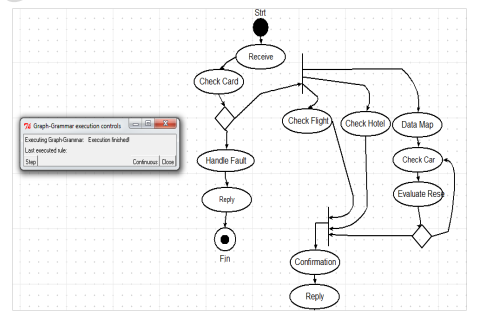 Strt
Receive
Check Card
Check Flight
Check Hotel
Data Map
Graph-Grammar execution controls
Executing Graph-Grammar. Execution finished!
Last executed rule:
Step
Continuous
Close
Handle Fault
Check Car
Reply
Evaluate Rese
Fin
Confirmation
Reply